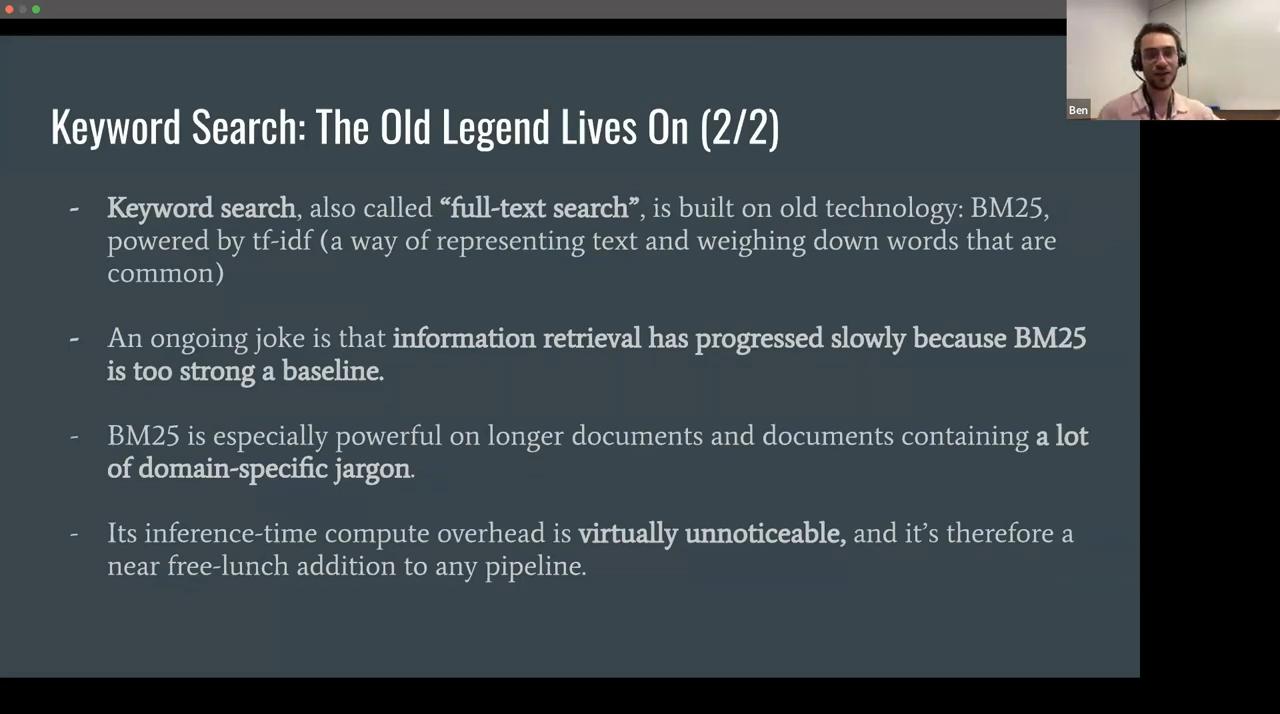 Keyword Search: The Old Legend Lives On (2/2)
Ben
- Keyword search, also called “full-text search”, is built on old technology: BM25,
powered by tf-idf (a way of representing text and weighing down words that are
common)
- An ongoing joke is that information retrieval has progressed slowly because BM25
is too strong a baseline.
- BM25 is especially powerful on longer documents and documents containing a lot
of domain-specific jargon.
- Its inference-time compute overhead is virtually unnoticeable, and it’s therefore a
near free-lunch addition to any pipeline.